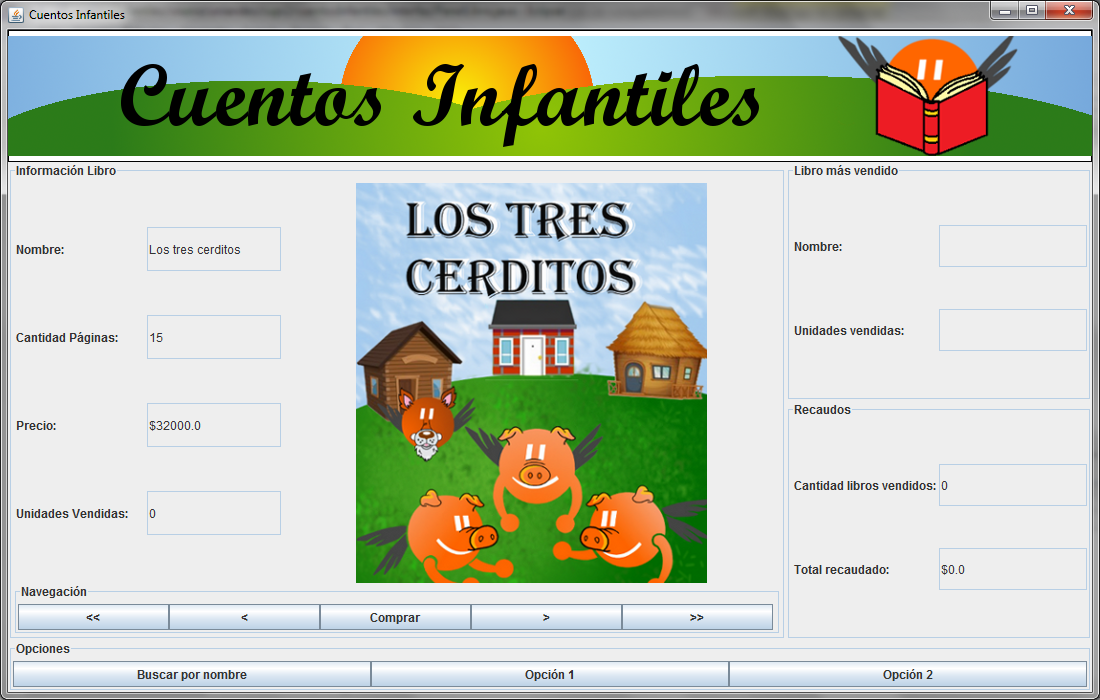 Cuentos Infantiles
Cuentos Infantiles
Información Libro
Nombre:
Los tres cerditos
Cantidad Páginas:
15
Precio:
$32000.0
Unidades Vendidas:
0
LOS TRES
CERDITOS
Navegación
<<
<
Comprar
>
>>
Libro más vendido
Nombre:
Unidades vendidas:
Recaudos
Cantidad libros vendidos:
0
Total recaudado:
$0.0
Opciones
Buscar por nombre
Opción 1
Opción 2